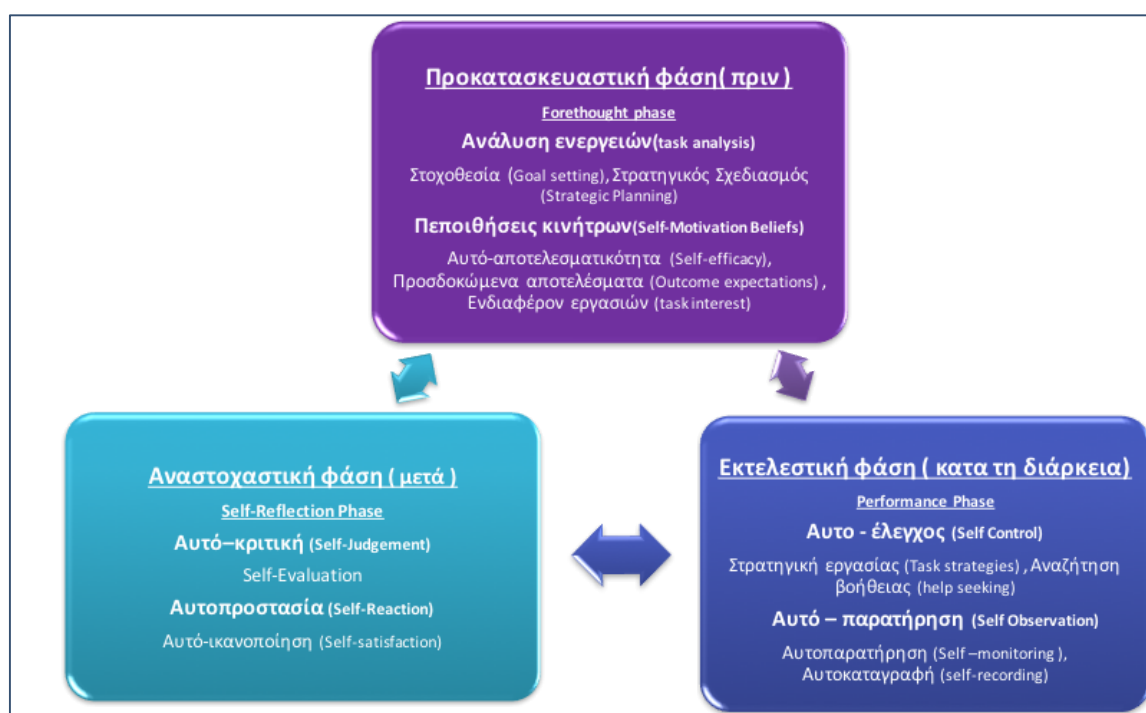 Προκατασκευαστική φάση( πριν )
Forethought phase
Ανάλυση ενεργειών(task analysis)
Στοχοθεσία (Goal setting),Στρατηγικός Σχεδιασμός
(Strategic Planning)
Πεποιθήσεις κινήτρων(Self-Motivation Beliefs)
Αυτό-αποτελεσματικότητα (Self-efficacy),
Προσδοκώμενα αποτελέσματα (Outcome expectations) ,
Ενδιαφέρον εργασιών (task interest)
Αναστοχαστική φάση ( μετά )
Self-Reflection Phase
Αυτό–κριτική (Self-Judgement)
Self-Evaluation
Αυτοπροστασία (Self-Reaction)
Αυτό-ικανοποίηση (Self-satisfaction)
Εκτελεστική φάση ( κατα τη διάρκεια)
Performance Phase
Αυτο - έλεγχος (Self Control)
Στρατηγική εργασίας (Task strategies) , Αναζήτηση
βοήθειας (help seeking)
Αυτό – παρατήρηση (Self Observation)
Αυτοπαρατήρηση (Self –monitoring ),
Αυτοκαταγραφή (self-recording)